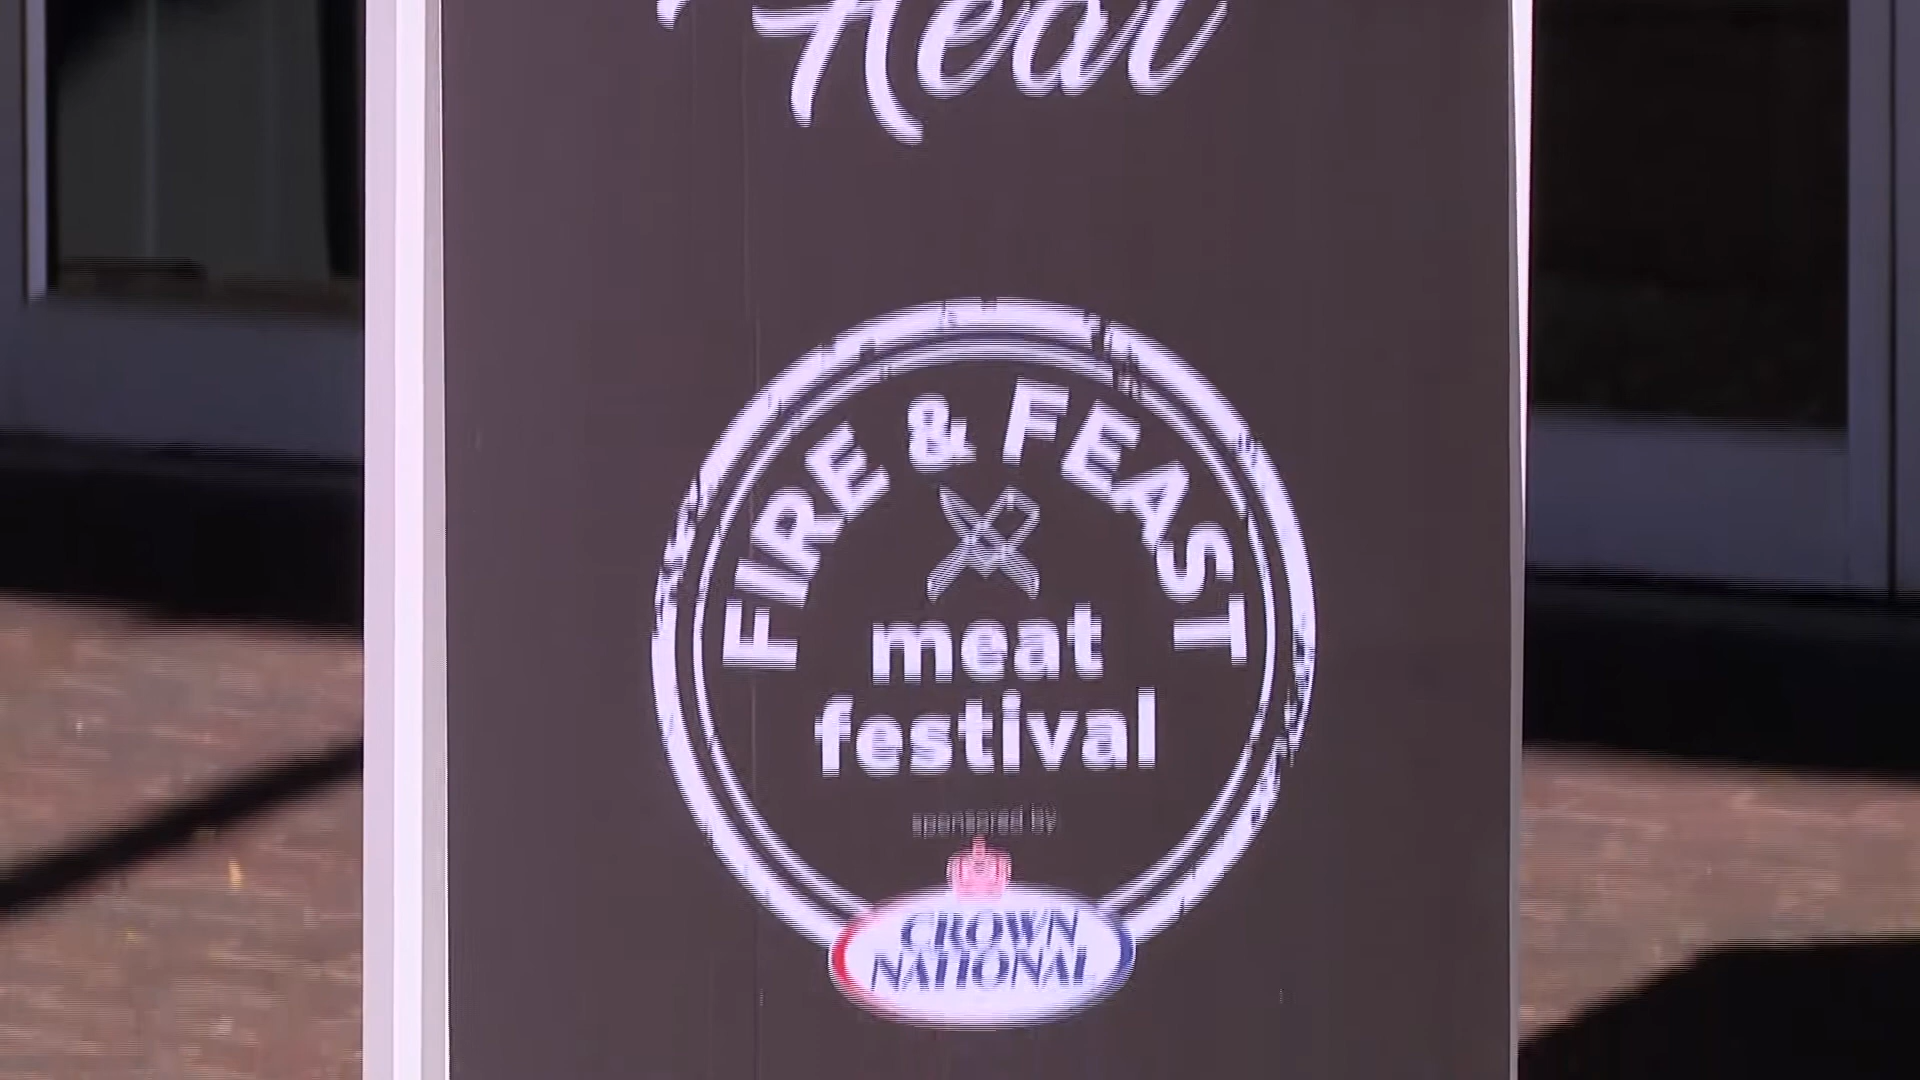 Heat
FIRE & FEAST
meat
festival
sponsored by
CROWN
NATIONAL